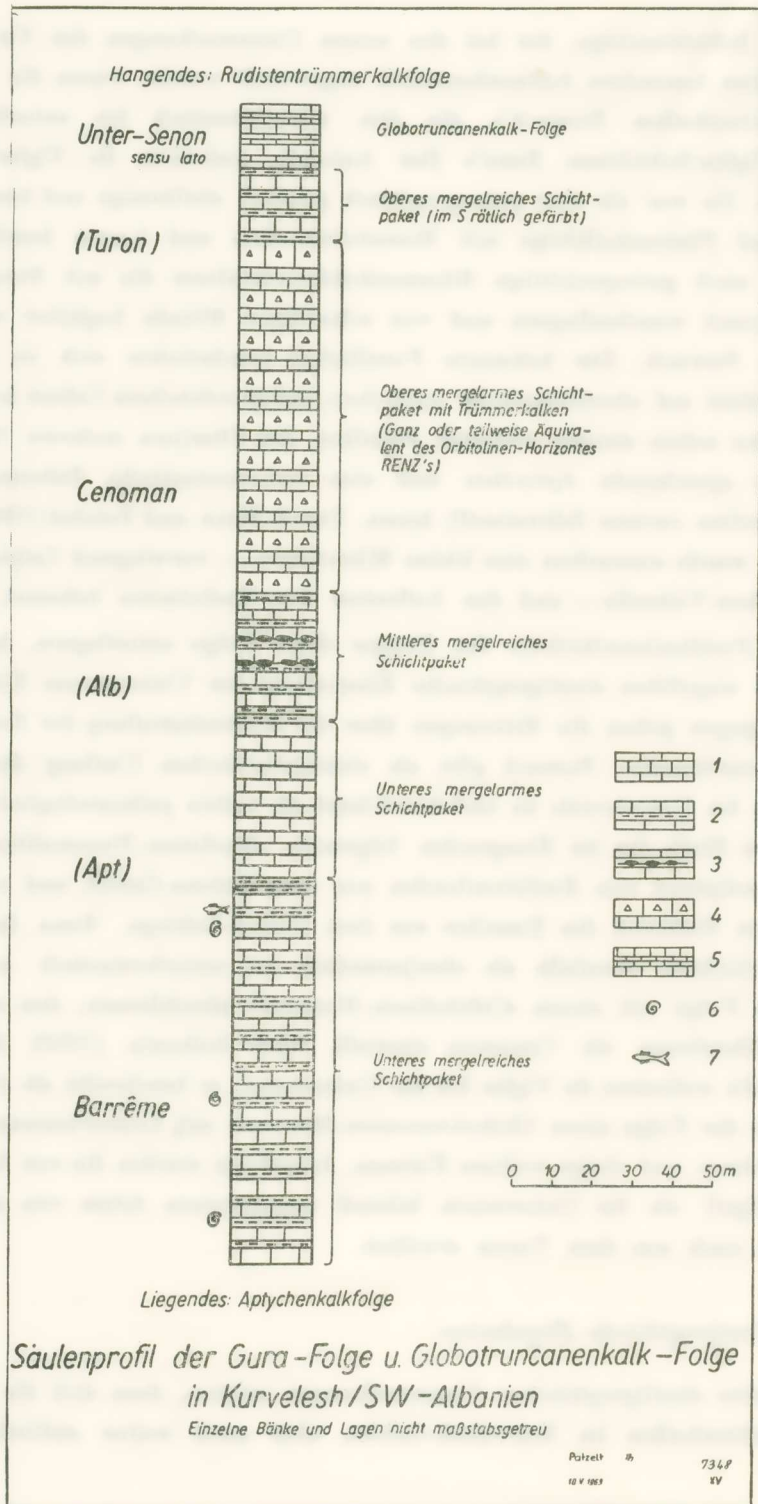 Hangendes: Rudistentrümmerkalkfolge
Unter-Senon
sensu lato
Globotruncanenkalk-Folge
Oberes mergelreiches Schicht-
paket (im S rötlich gefärbt)
(Turon)
Oberes mergelarmes Schicht-
paket mit Trümmerkalken
(Ganz oder teilweise Äquiva-
lent des Orbitolinen-Horizontes
RENZ's)
Cenoman
Mittleres mergelreiches
Schichtpaket
(Alb)
Unteres mergelarmes
Schichtpaket
(Apt)
Unteres mergelreiches
Schichtpaket
Barrême
1
2
3
4
5
6
7
0 10 20 30 40 50 m
Liegendes: Aptychenkalkfolge
Säulenprofil der Gura-Folge u. Globotruncanenkalk-Folge
in Kurvelesh/SW-Albanien
Einzelne Bänke und Lagen nicht maßstabsgetreu
Patzelt
7348
XV